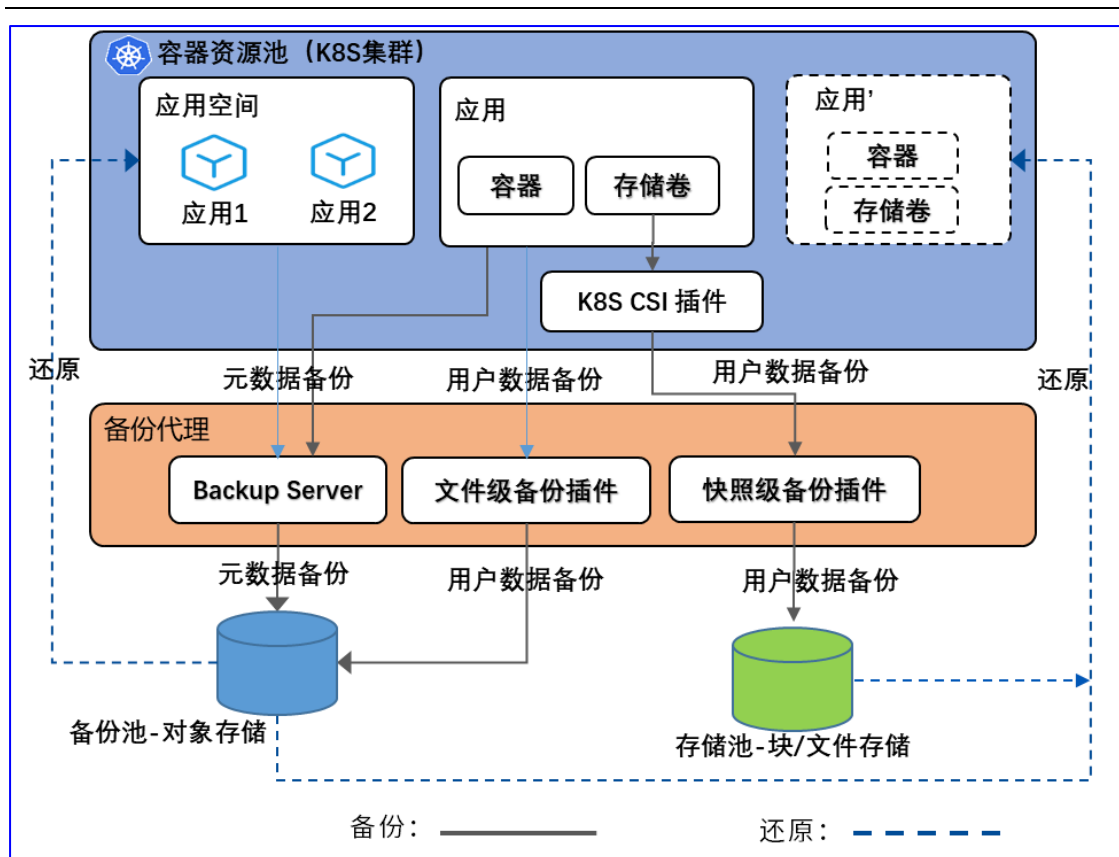 容器资源池（K8S集群）
应用空间
应用1
应用2
应用
容器
存储卷
应用'
容器
存储卷
K8S CSI 插件
还原
元数据备份
用户数据备份
用户数据备份
还原
备份代理
Backup Server
文件级备份插件
快照级备份插件
元数据备份
用户数据备份
用户数据备份
备份池-对象存储
存储池-块/文件存储
备份：
还原：